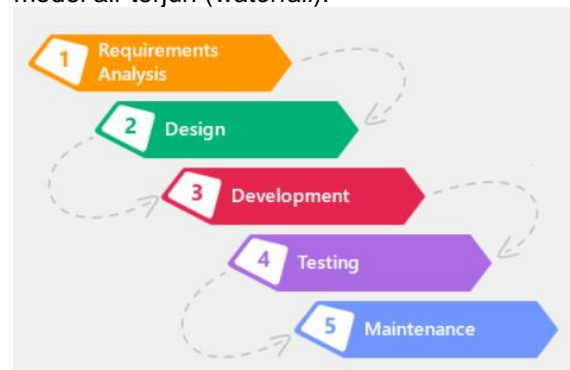 model air terjun (waterfall).
1
Requirements
Analysis
2
Design
3
Development
4
Testing
5
Maintenance